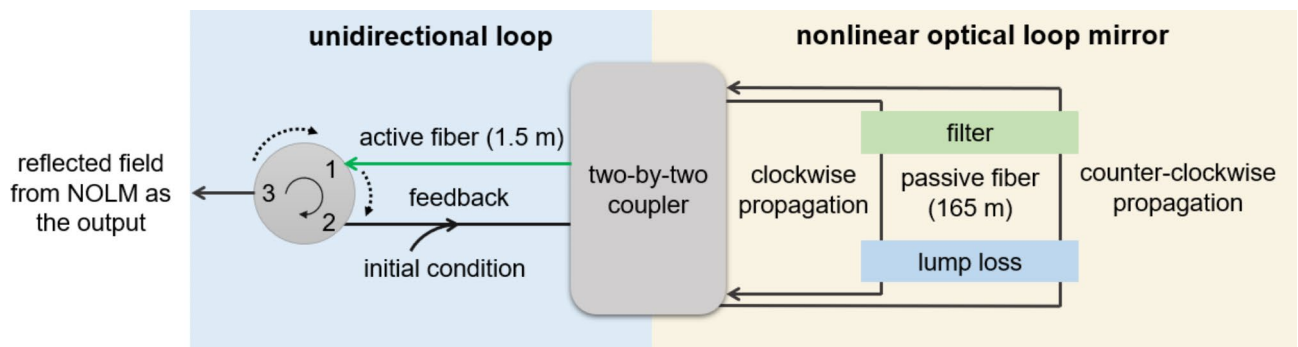 unidirectional loop
nonlinear optical loop mirror
reflected field
from NOLM as
the output
3
1
2
active fiber (1.5 m)
feedback
initial condition
two-by-two
coupler
clockwise
propagation
filter
passive fiber
(165 m)
lump loss
counter-clockwise
propagation